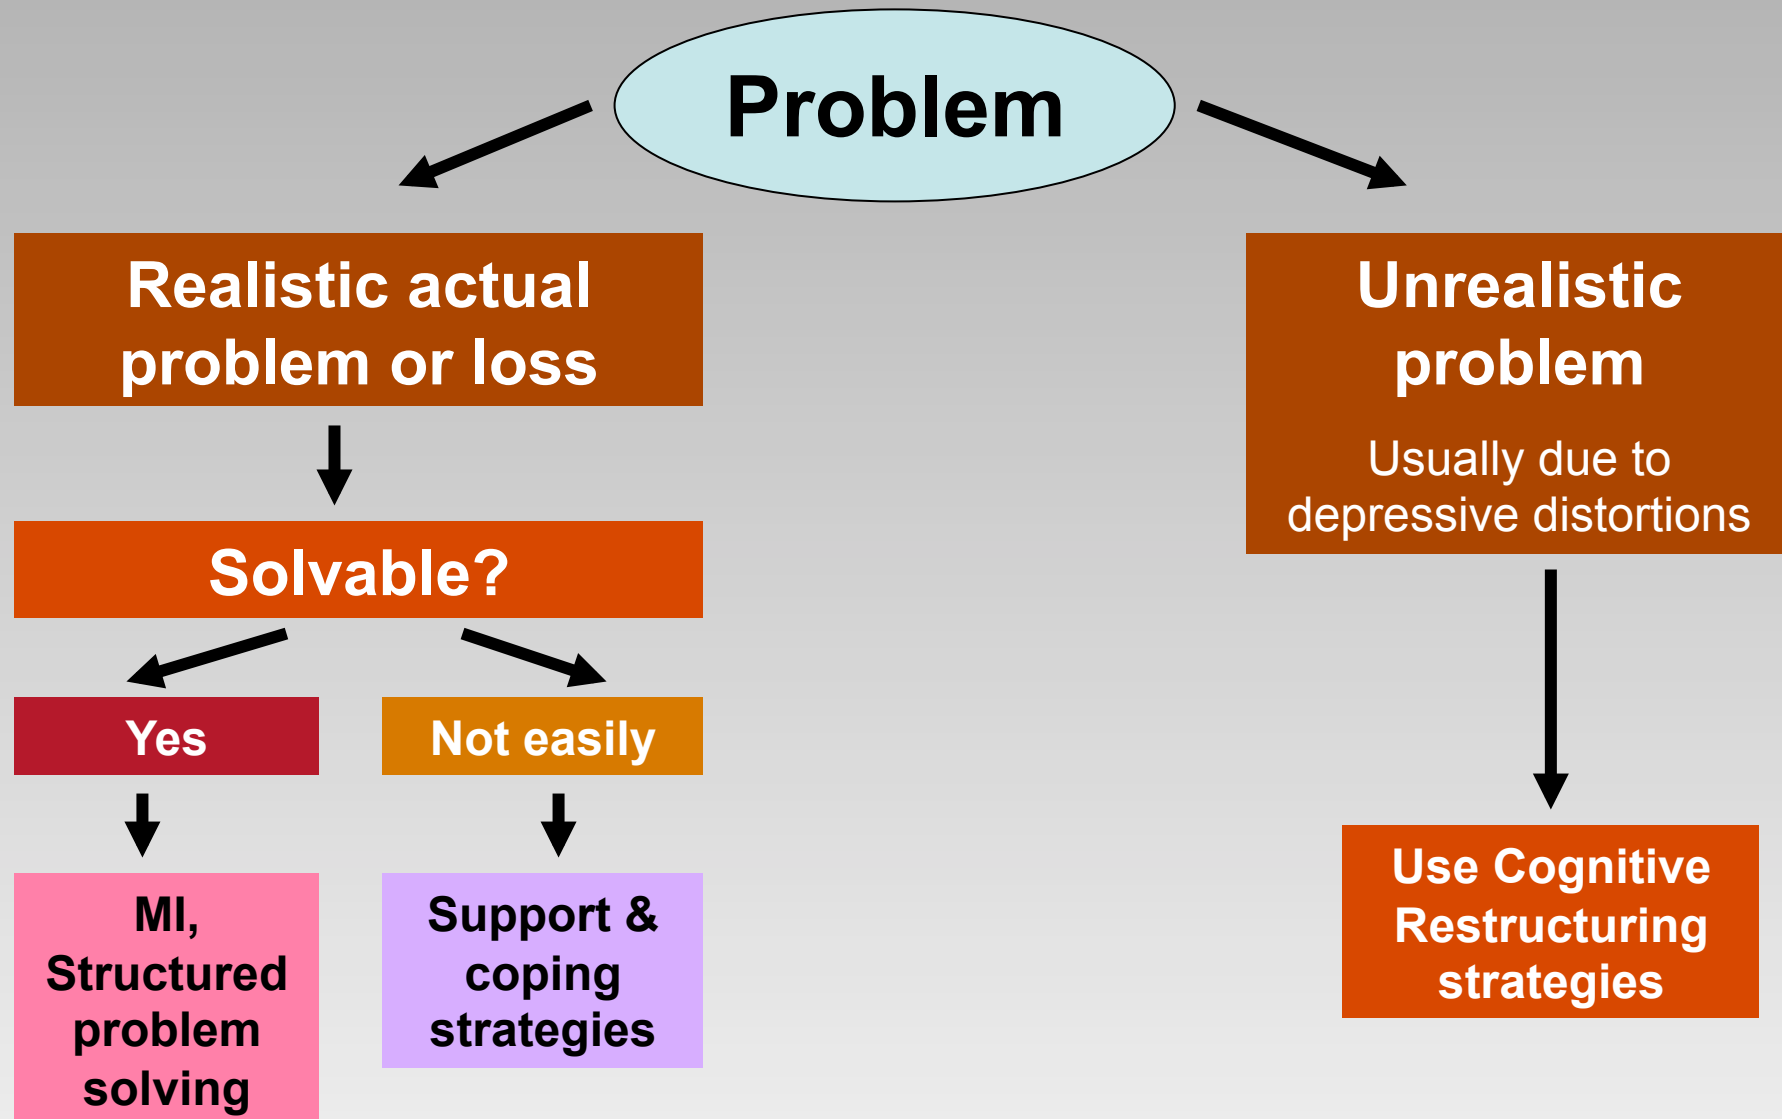 Problem
Realistic actual
problem or loss
Unrealistic
problem
Usually due to
depressive distortions
Solvable?
Yes
Not easily
MI,
Structured
problem
solving
Support &
coping
strategies
Use Cognitive
Restructuring
strategies